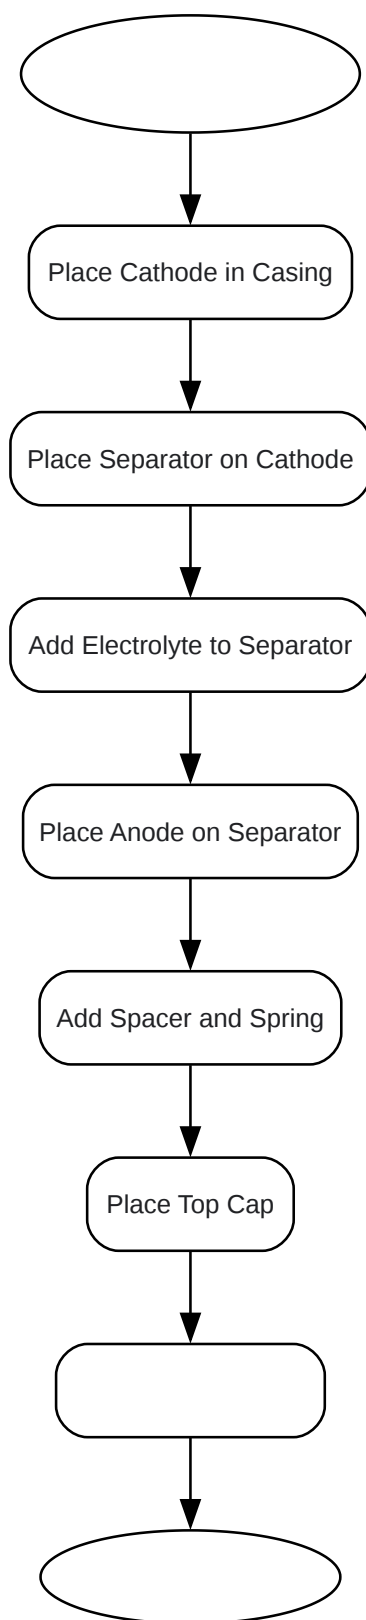 Place Cathode in Casing
Place Separator on Cathode
Add Electrolyte to Separator
Place Anode on Separator
Add Spacer and Spring
Place Top Cap